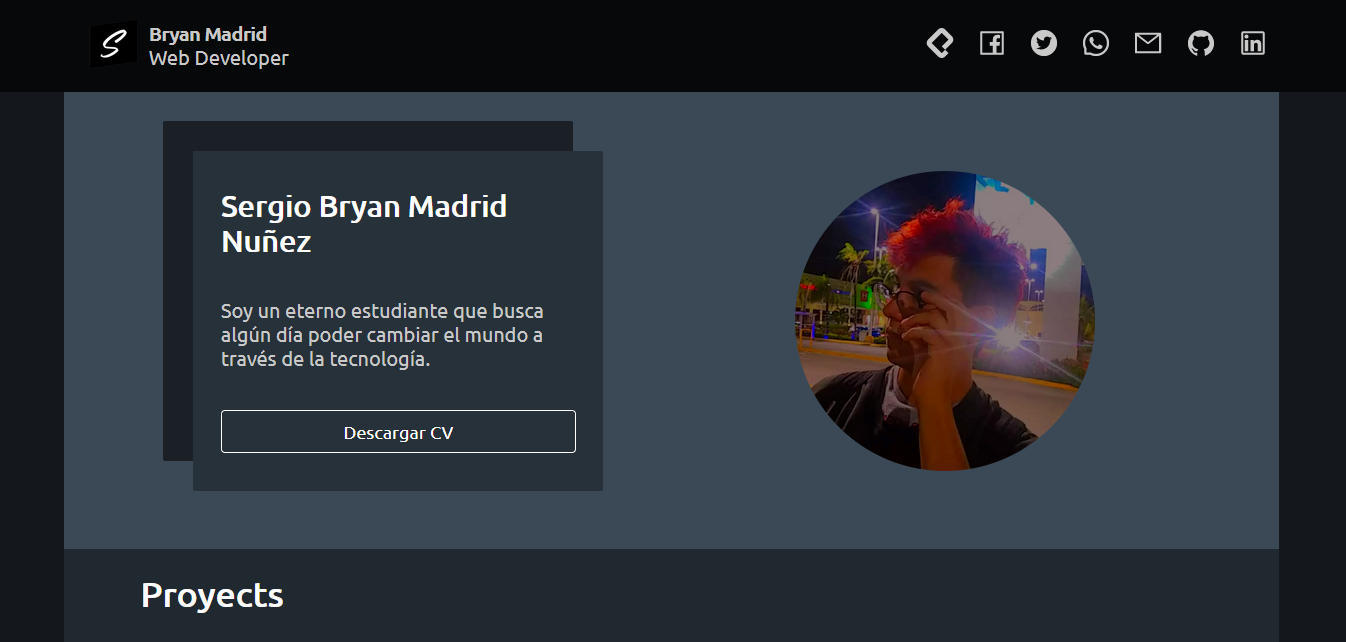 S
Bryan Madrid
Web Developer
Sergio Bryan Madrid
Nuñez
Soy un eterno estudiante que busca
algún día poder cambiar el mundo a
través de la tecnología.
Descargar CV
Proyects